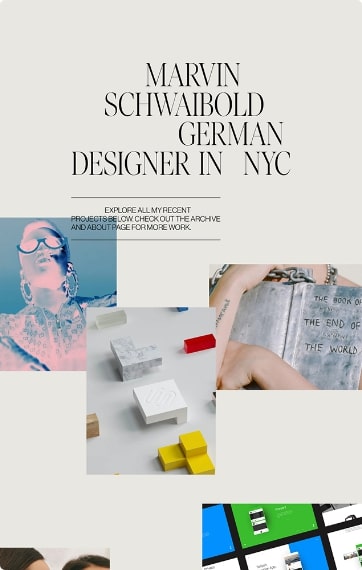 MARVIN
SCHWAIBOLD
GERMAN
DESIGNER IN NYC
EXPLORE ALL MY RECENT
PROJECTS BELOW. CHECK OUT THE ARCHIVE
AND ABOUT PAGE FOR MORE WORK.
THE BOOK OF
THE END OF
THE WORLD